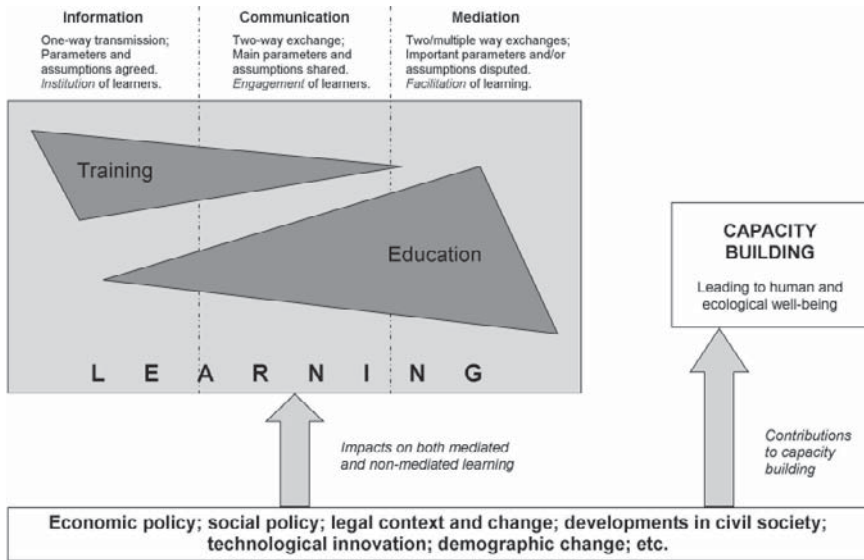 Information
One-way transmission;
Parameters and
assumptions agreed.
Institution of learners.
Communication
Two-way exchange;
Main parameters and
assumptions shared.
Engagement of learners.
Mediation
Two/multiple way exchanges;
Important parameters and/or
assumptions disputed.
Facilitation of learning.
Training
Education
L E A R N I N G
CAPACITY
BUILDING
Leading to human and
ecological well-being
Impacts on both mediated
and non-mediated learning
Contributions
to capacity
building
Economic policy; social policy; legal context and change; developments in civil society;
technological innovation; demographic change; etc.